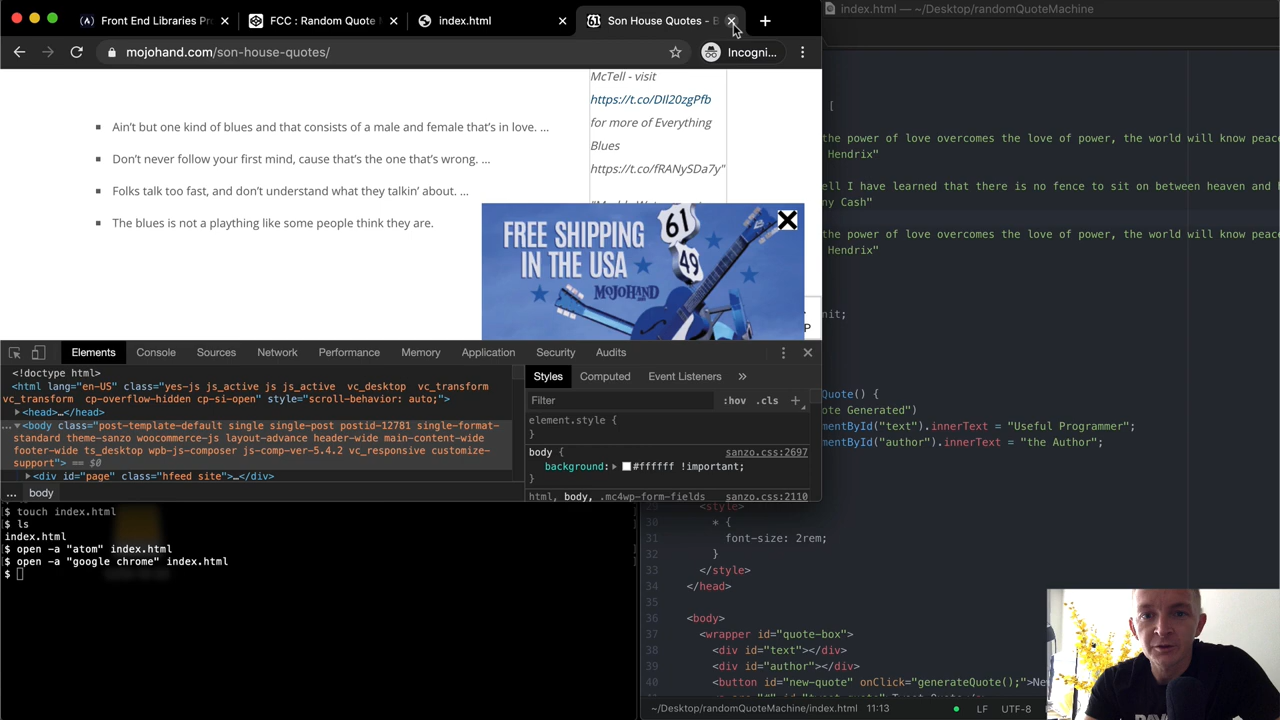 Front End Libraries Pr
FCC : Random Quote
index.html
Son House Quotes - B
mojohand.com/son-house-quotes/
Incogni...
McTell - visit
https://t.co/DIl20zgPfb
for more of Everything
Blues
https://t.co/fRANySDa7y"
Ain't but one kind of blues and that consists of a male and female that's in love. ...
Don't never follow your first mind, cause that's the one that's wrong. ...
Folks talk too fast, and don't understand what they talkin' about. ...
The blues is not a plaything like some people think they are.
FREE SHIPPING
IN THE USA
61
49
MOJOHAND
P
Elements Console Sources Network Performance Memory Application Security Audits
<!doctype html>
<html lang="en-US" class="yes-js js_active js js_active vc_desktop vc_transform
vc_transform cp-overflow-hidden cp-si-open" style="scroll-behavior: auto;">
<head>…</head>
<body class="post-template-default single single-post postid-12781 single-format-
standard theme-sanzo woocommerce-js layout-advance header-wide main-content-wide
footer-wide ts_desktop wpb-js-composer js-comp-ver-5.4.2 vc_responsive customize-
support"> == $0
<div id="page" class="hfeed site">…</div>
... body
Styles Computed Event Listeners »
Filter :hov .cls +
element.style {
}
body { sanzo.css:2697
background: #ffffff !important;
}
html, body, .mc4wp-form-fields sanzo.css:2110
$ touch index.html
$ ls
index.html
$ open -a "atom" index.html
$ open -a "google chrome" index.html
$
index.html — ~/Desktop/randomQuoteMachine
[
the power of love overcomes the love of power, the world will know peac
Hendrix"
ell I have learned that there is no fence to sit on between heaven and h
ny Cash"
the power of love overcomes the love of power, the world will know peac
Hendrix"
nit;
Quote() {
ote Generated")
mentById("text").innerText = "Useful Programmer";
mentById("author").innerText = "the Author";
29 <style>
30 * {
31 font-size: 2rem;
32 }
33 </style>
34 </head>
35
36 <body>
37 <wrapper id="quote-box">
38 <div id="text"></div>
39 <div id="author"></div>
40 <button id="new-quote" onClick="generateQuote();">Ne
~/Desktop/randomQuoteMachine/index.html 11:13 LF UTF-8